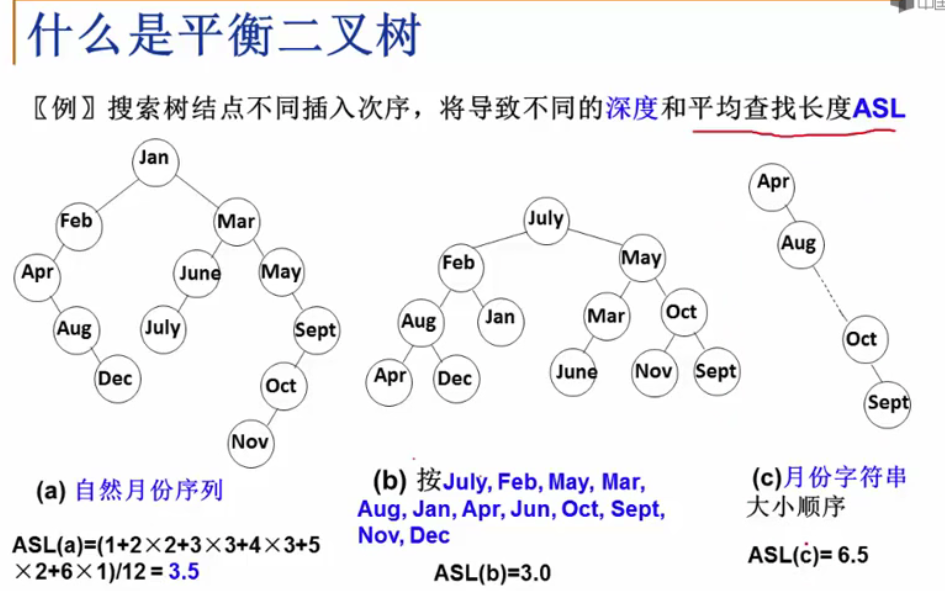 中国
什么是平衡二叉树
〖例〗搜索树结点不同插入次序，将导致不同的深度和平均查找长度ASL
Jan
Feb
Mar
Apr
June
May
Aug
July
Sept
Dec
Oct
Nov
July
Feb
May
Aug
Jan
Mar
Oct
Apr
Dec
June
Nov
Sept
Apr
Aug
Oct
Sept
(a) 自然月份序列
ASL(a)=(1+2×2+3×3+4×3+5
×2+6×1)/12 = 3.5
(b) 按July, Feb, May, Mar,
Aug, Jan, Apr, Jun, Oct, Sept,
Nov, Dec
ASL(b)=3.0
(c)月份字符串
大小顺序
ASL(c)= 6.5